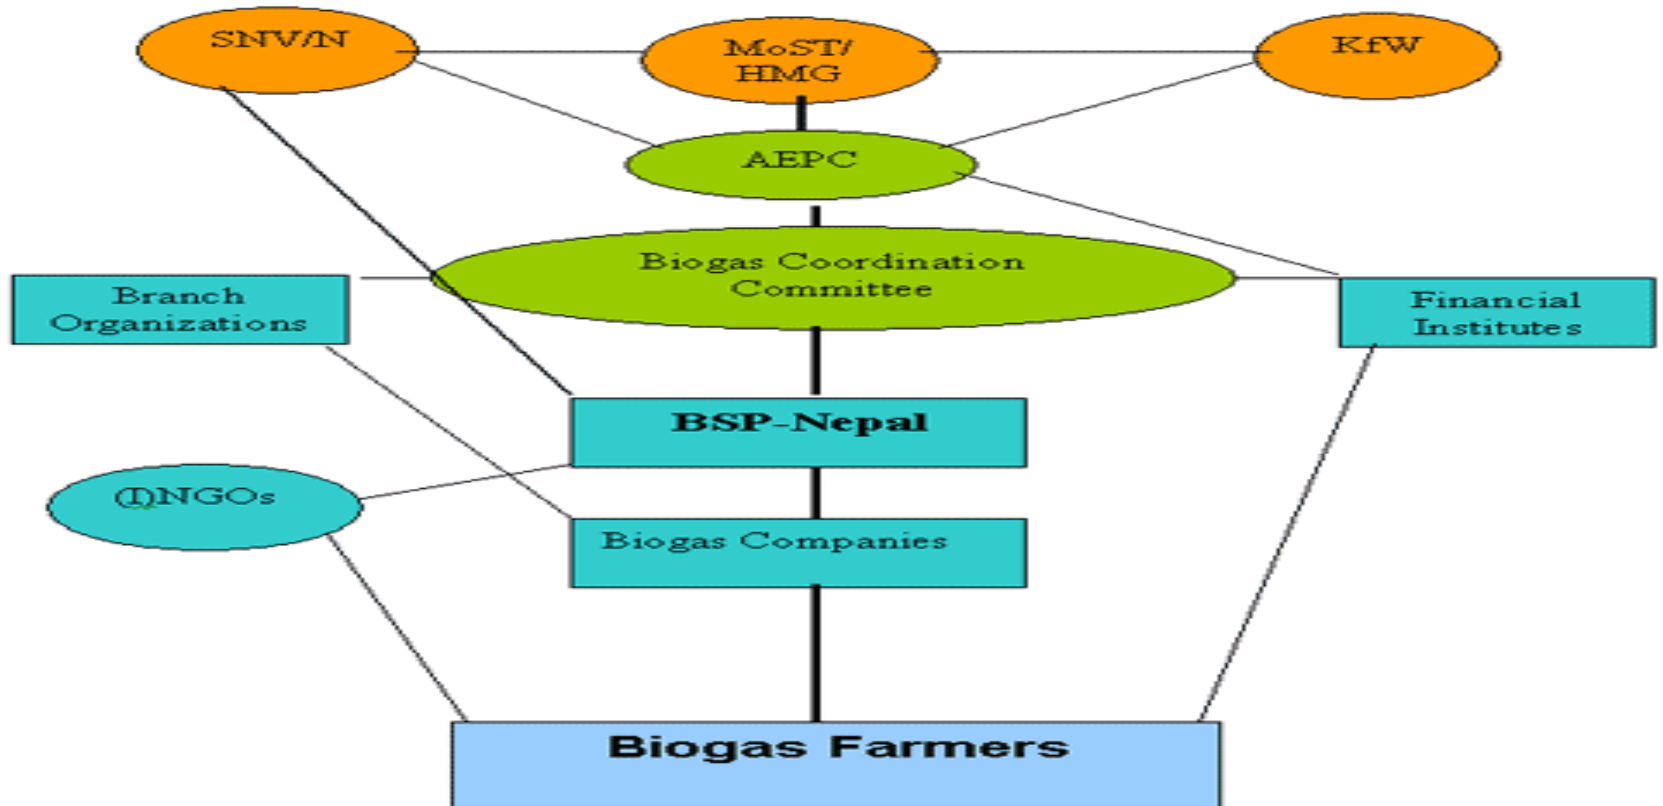 SNV/N
MoST/
HMG
KfW
AEPC
Biogas Coordination
Committee
Branch
Organizations
Financial
Institutes
BSP-Nepal
(I)NGOs
Biogas Companies
Biogas Farmers